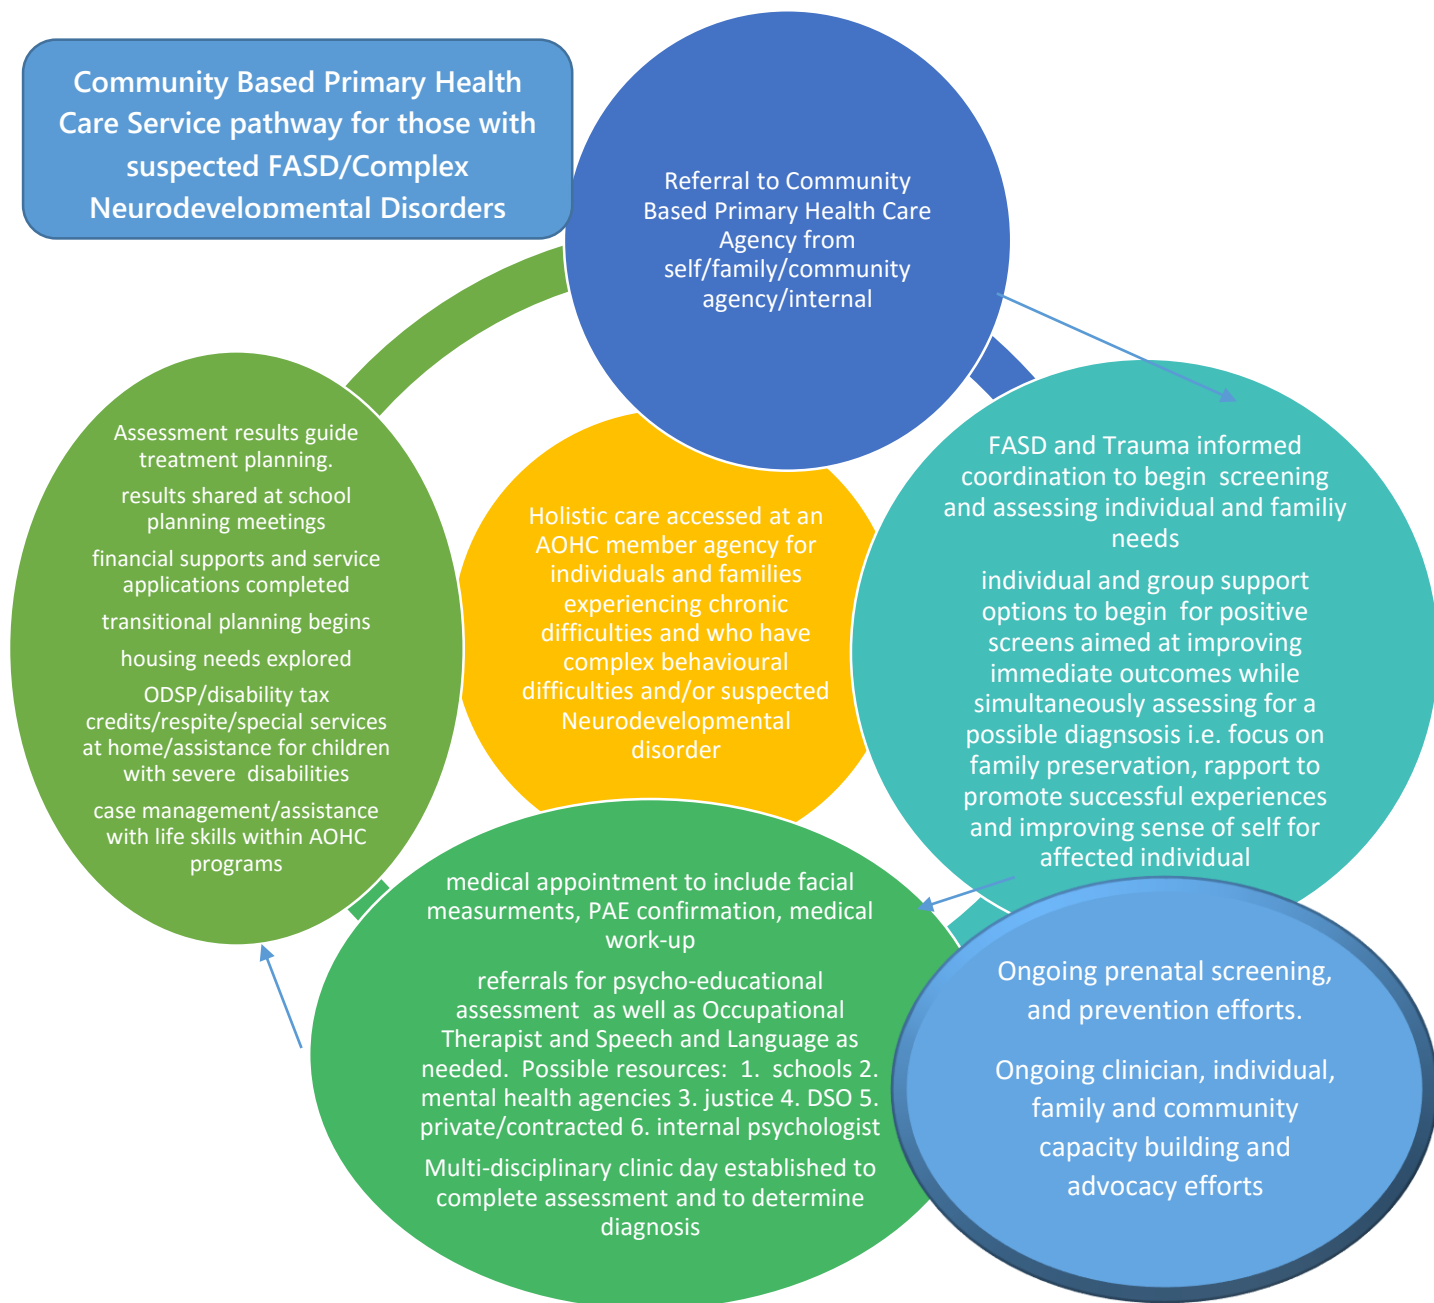 Community Based Primary Health
Care Service pathway for those with
suspected FASD/Complex
Neurodevelopmental Disorders
Referral to Community
Based Primary Health Care
Agency from
self/family/community
agency/internal
FASD and Trauma informed
coordination to begin  screening
and assessing individual and familiy
needs
individual and group support
options to begin  for positive
screens aimed at improving
immediate outcomes while
simultaneously assessing for a
possible diagnsosis i.e. focus on
family preservation, rapport to
promote successful experiences
and improving sense of self for
affected individual
Holistic care accessed at an
AOHC member agency for
individuals and families
experiencing chronic
difficulties and who have
complex behavioural
difficulties and/or suspected
Neurodevelopmental
disorder
Assessment results guide
treatment planning.
results shared at school
planning meetings
financial supports and service
applications completed
transitional planning begins
housing needs explored
ODSP/disability tax
credits/respite/special services
at home/assistance for children
with severe  disabilities
case management/assistance
with life skills within AOHC
programs
medical appointment to include facial
measurments, PAE confirmation, medical
work-up
referrals for psycho-educational
assessment  as well as Occupational
Therapist and Speech and Language as
needed.  Possible resources:  1.  schools 2.
mental health agencies 3. justice 4. DSO 5.
private/contracted 6. internal psychologist
Multi-disciplinary clinic day established to
complete assessment and to determine
diagnosis
Ongoing prenatal screening,
and prevention efforts.
Ongoing clinician, individual,
family and community
capacity building and
advocacy efforts